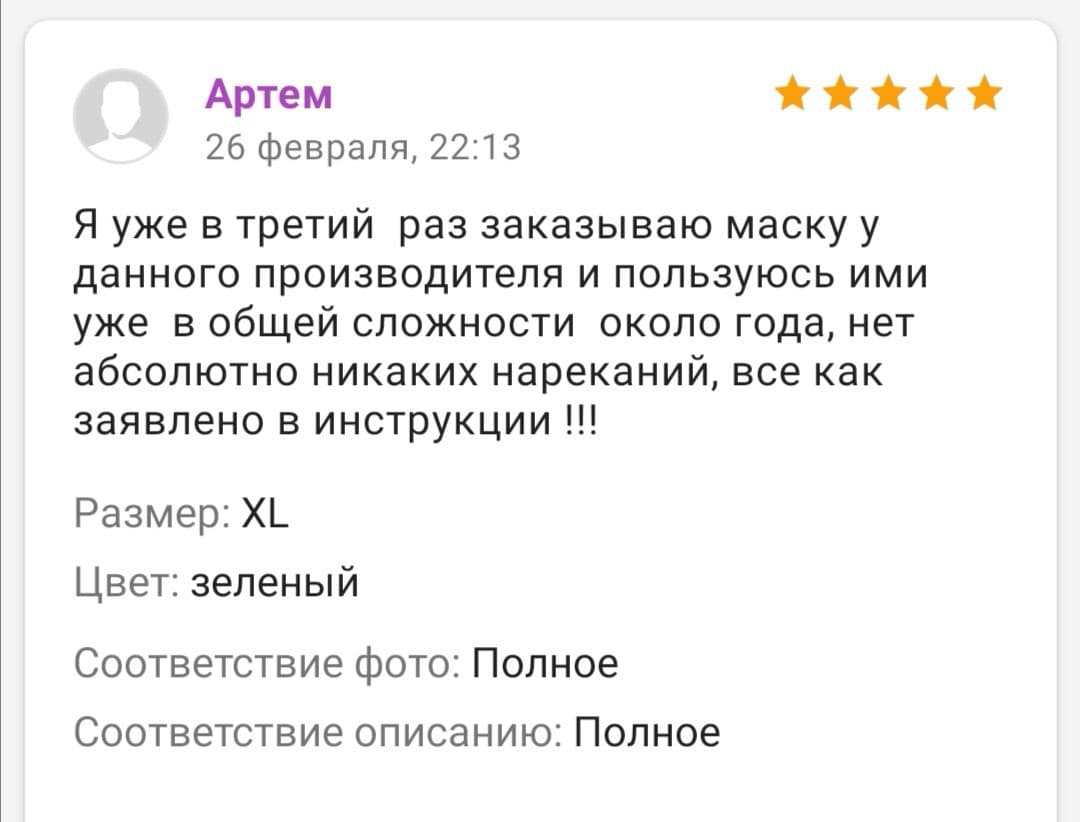 Артем
26 февраля, 22:13
Я уже в третий  раз заказываю маску у
данного производителя и пользуюсь ими
уже  в общей сложности  около года, нет
абсолютно никаких нареканий, все как
заявлено в инструкции !!!
Размер: XL
Цвет: зеленый
Соответствие фото: Полное
Соответствие описанию: Полное